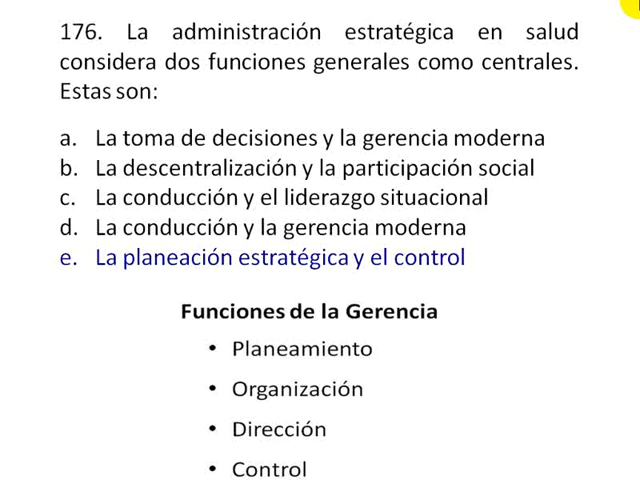 176. La administración estratégica en salud
considera dos funciones generales como centrales.
Estas son:
a. La toma de decisiones y la gerencia moderna
b. La descentralización y la participación social
c. La conducción y el liderazgo situacional
d. La conducción y la gerencia moderna
e. La planeación estratégica y el control
Funciones de la Gerencia
• Planeamiento
• Organización
• Dirección
• Control